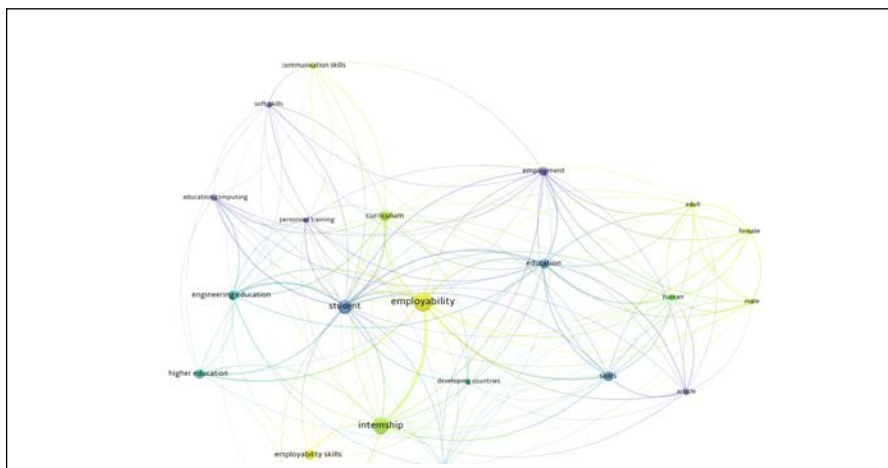 communication skills
soft skills
employment
education computing
adult
curriculum
personnel training
female
education
engineering education
human
employability
male
student
higher education
skills
developing countries
article
internship
employability skills